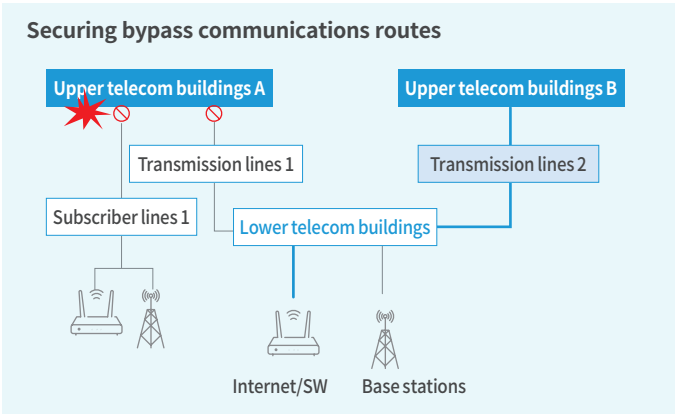 Securing bypass communications routes
Upper telecom buildings A
Upper telecom buildings B
Transmission lines 1
Transmission lines 2
Subscriber lines 1
Lower telecom buildings
Internet/SW
Base stations